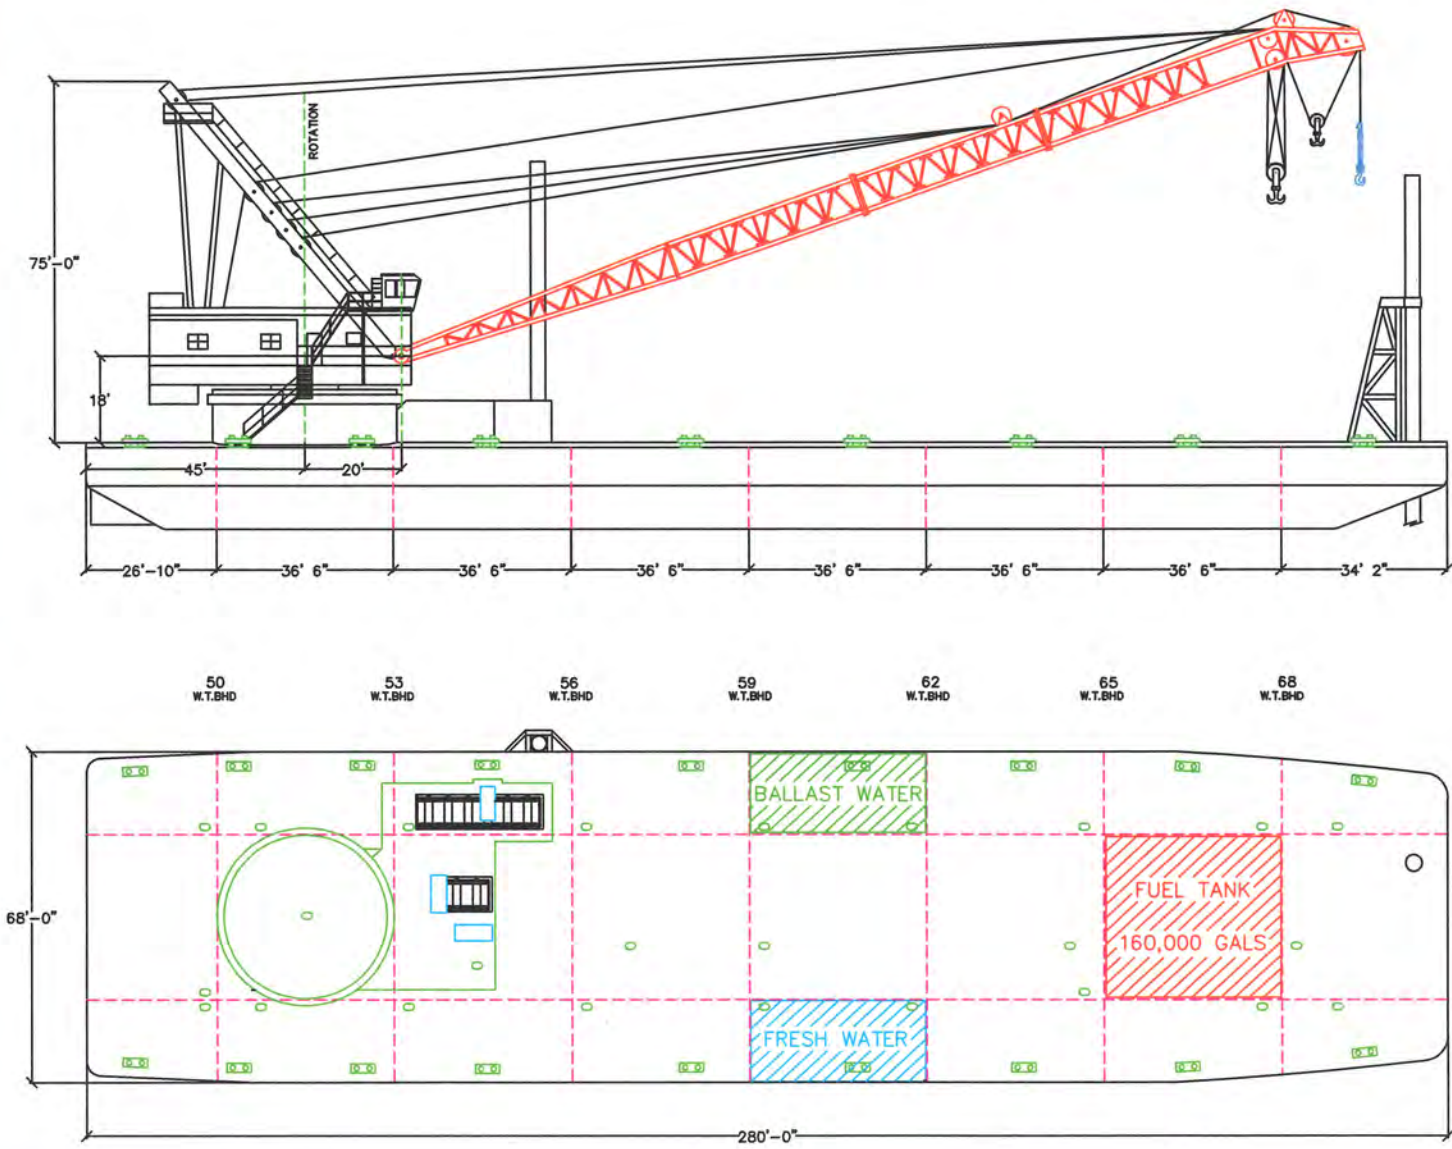 ROTATION
75'-0"
18'
45'
20'
26'-10"
36' 6"
36' 6"
36' 6"
36' 6"
36' 6"
36' 6"
34' 2"
50
W.T.BHD
53
W.T.BHD
56
W.T.BHD
59
W.T.BHD
62
W.T.BHD
65
W.T.BHD
68
W.T.BHD
BALLAST WATER
68'-0"
FUEL TANK
160,000 GALS
FRESH WATER
280'-0"